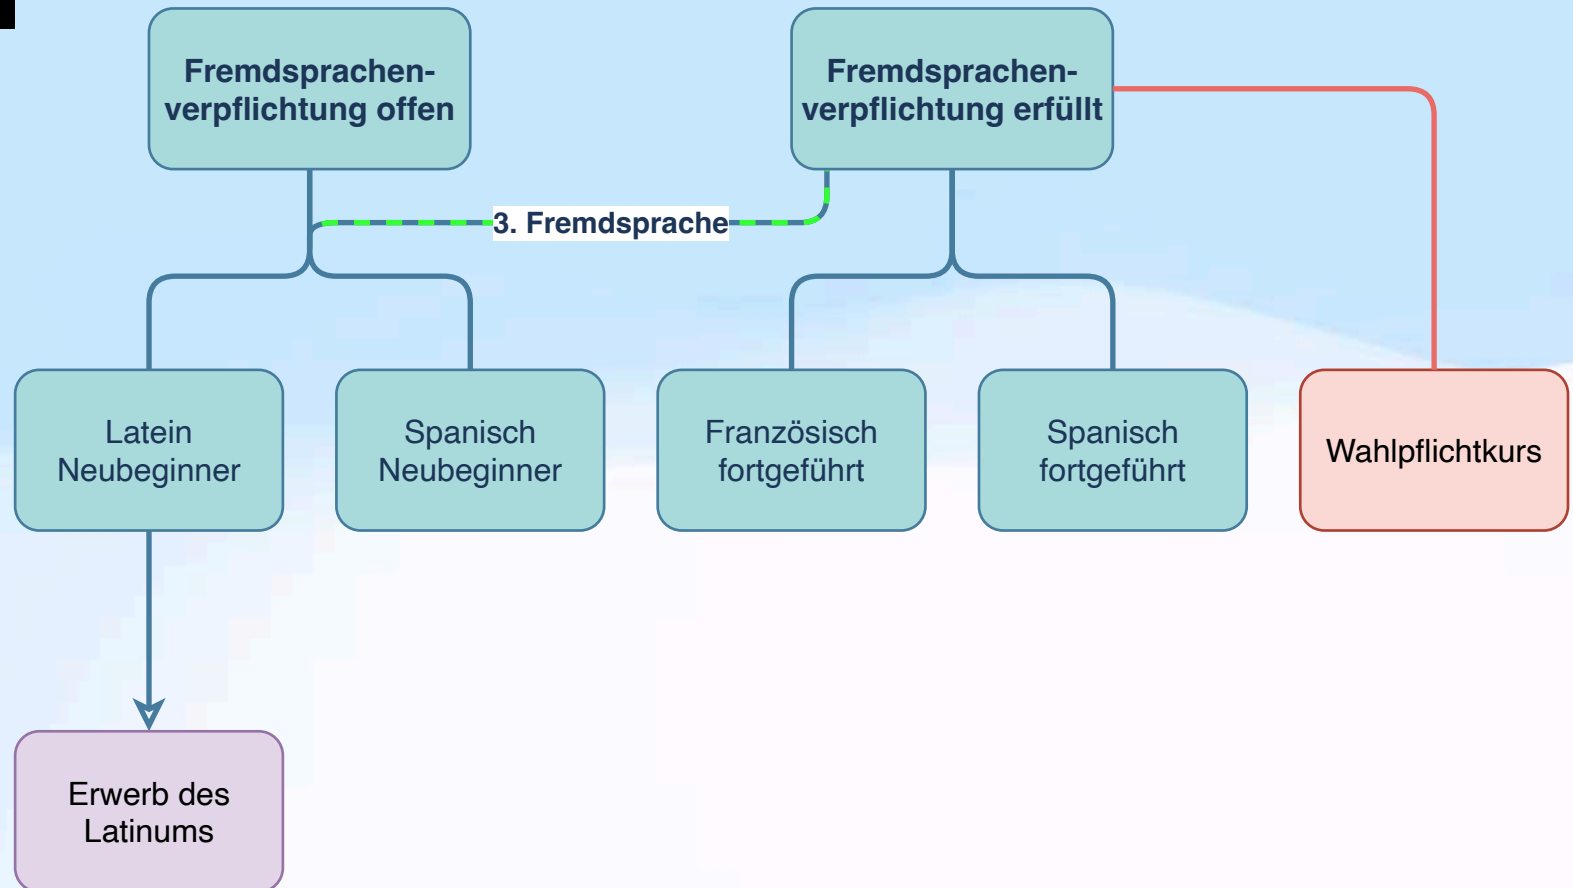 Fremdsprachen-
verpflichtung offen
Fremdsprachen-
verpflichtung erfüllt
3. Fremdsprache
Latein
Neubeginner
Spanisch
Neubeginner
Französisch
fortgeführt
Spanisch
fortgeführt
Wahlpflichtkurs
Erwerb des
Latinums